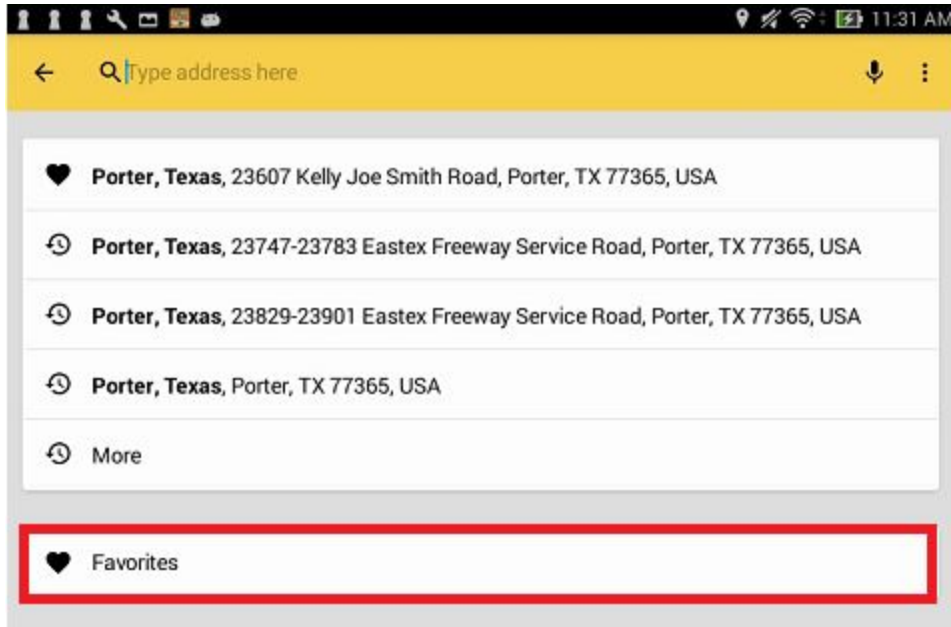 11:31 AM
Type address here
Porter, Texas, 23607 Kelly Joe Smith Road, Porter, TX 77365, USA
Porter, Texas, 23747-23783 Eastex Freeway Service Road, Porter, TX 77365, USA
Porter, Texas, 23829-23901 Eastex Freeway Service Road, Porter, TX 77365, USA
Porter, Texas, Porter, TX 77365, USA
More
Favorites